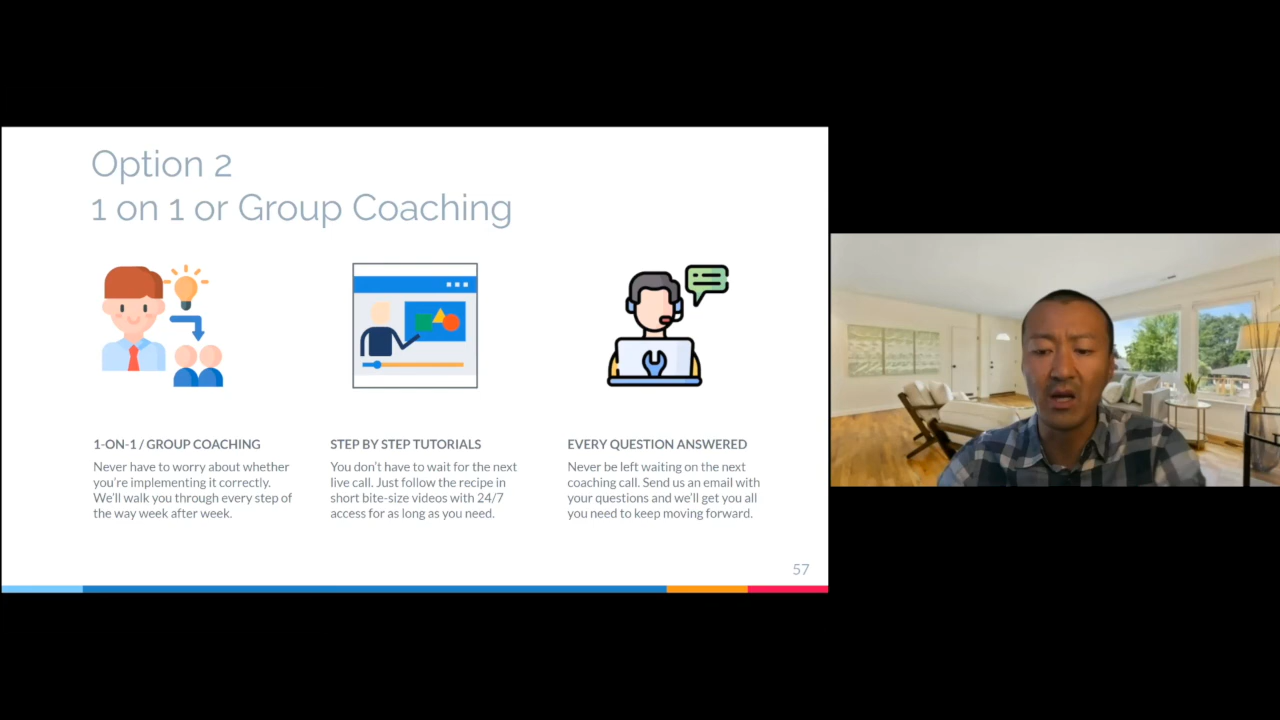 Option 2
1 on 1 or Group Coaching
1-ON-1 / GROUP COACHING
Never have to worry about whether
you're implementing it correctly.
We'll walk you through every step of
the way week after week.
STEP BY STEP TUTORIALS
You don't have to wait for the next
live call. Just follow the recipe in
short bite-size videos with 24/7
access for as long as you need.
EVERY QUESTION ANSWERED
Never be left waiting on the next
coaching call. Send us an email with
your questions and we'll get you all
you need to keep moving forward.
57